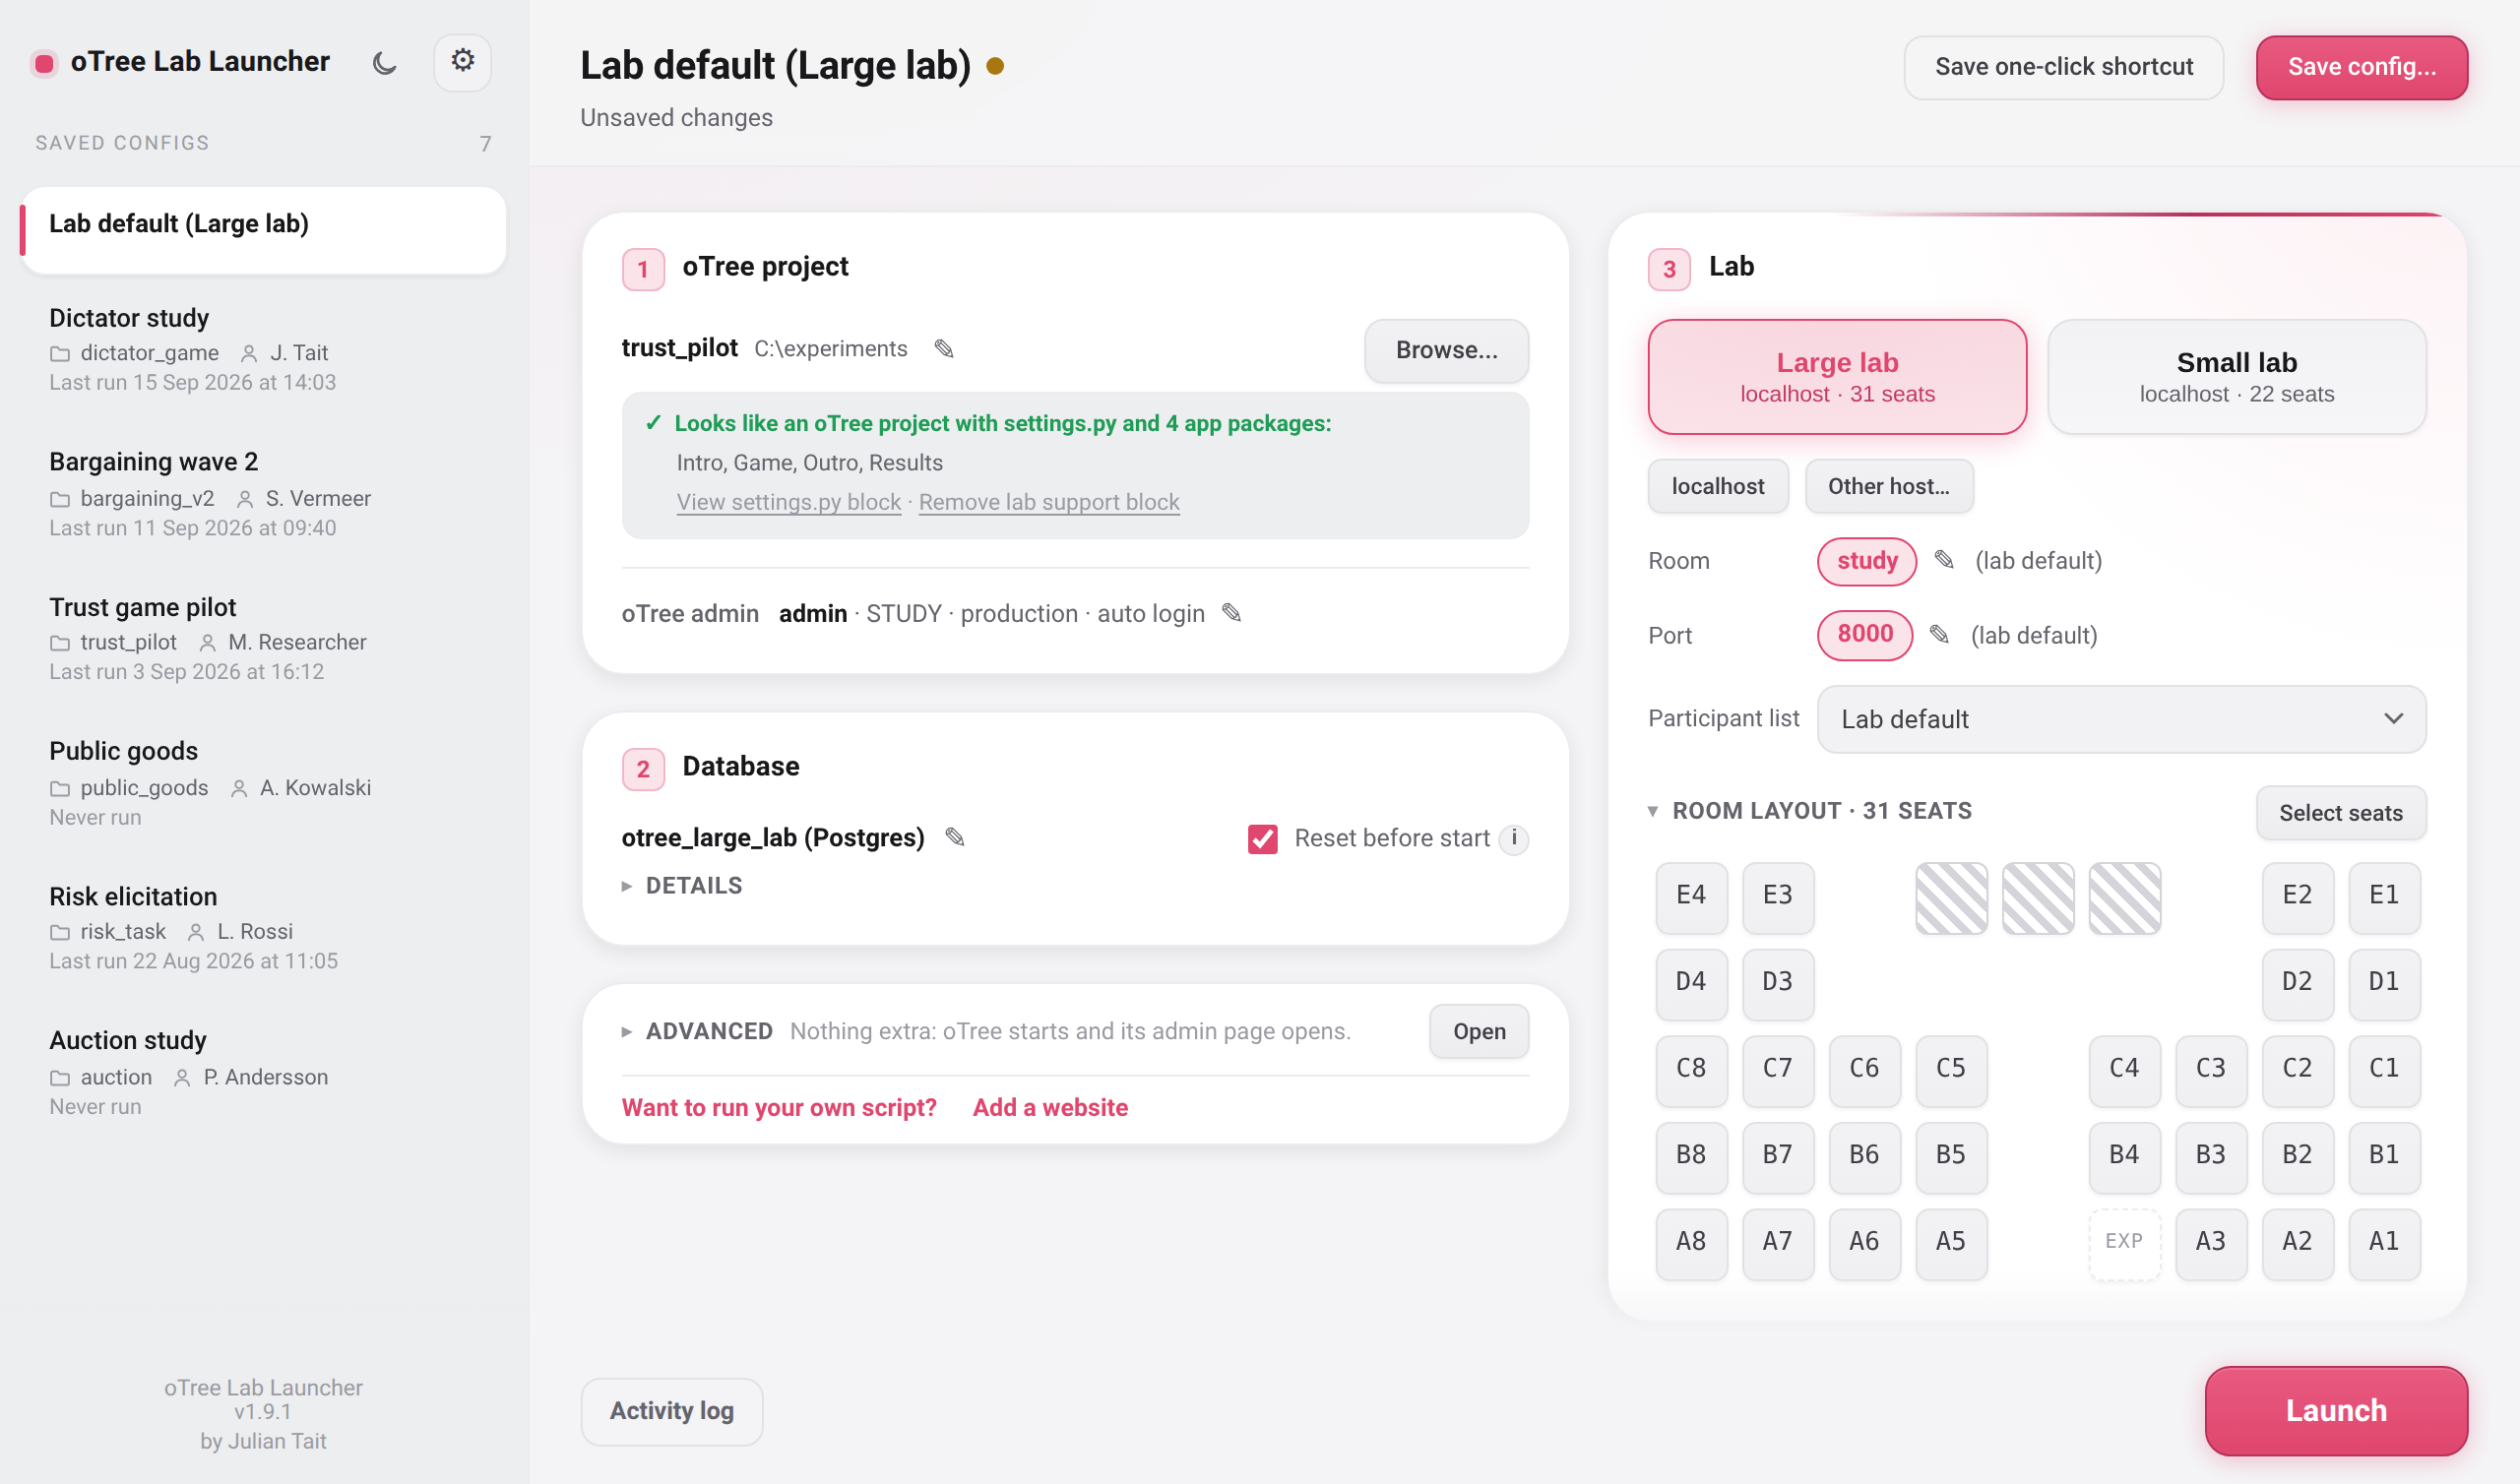 oTree Lab Launcher
SAVED CONFIGS 7
Lab default (Large lab)
Dictator study
dictator_game J. Tait
Last run 15 Sep 2026 at 14:03
Bargaining wave 2
bargaining_v2 S. Vermeer
Last run 11 Sep 2026 at 09:40
Trust game pilot
trust_pilot M. Researcher
Last run 3 Sep 2026 at 16:12
Public goods
public_goods A. Kowalski
Never run
Risk elicitation
risk_task L. Rossi
Last run 22 Aug 2026 at 11:05
Auction study
auction P. Andersson
Never run
oTree Lab Launcher
v1.9.1
by Julian Tait
Lab default (Large lab)
Unsaved changes
Save one-click shortcut
Save config...
1 oTree project
trust_pilot C:\experiments
Browse...
✓ Looks like an oTree project with settings.py and 4 app packages:
Intro, Game, Outro, Results
View settings.py block · Remove lab support block
oTree admin admin · STUDY · production · auto login
2 Database
otree_large_lab (Postgres)
Reset before start i
DETAILS
ADVANCED Nothing extra: oTree starts and its admin page opens.
Open
Want to run your own script? Add a website
3 Lab
Large lab
localhost · 31 seats
Small lab
localhost · 22 seats
localhost Other host…
Room study (lab default)
Port 8000 (lab default)
Participant list Lab default
ROOM LAYOUT · 31 SEATS
Select seats
E4 E3 E2 E1
D4 D3 D2 D1
C8 C7 C6 C5 C4 C3 C2 C1
B8 B7 B6 B5 B4 B3 B2 B1
A8 A7 A6 A5 EXP A3 A2 A1
Activity log
Launch